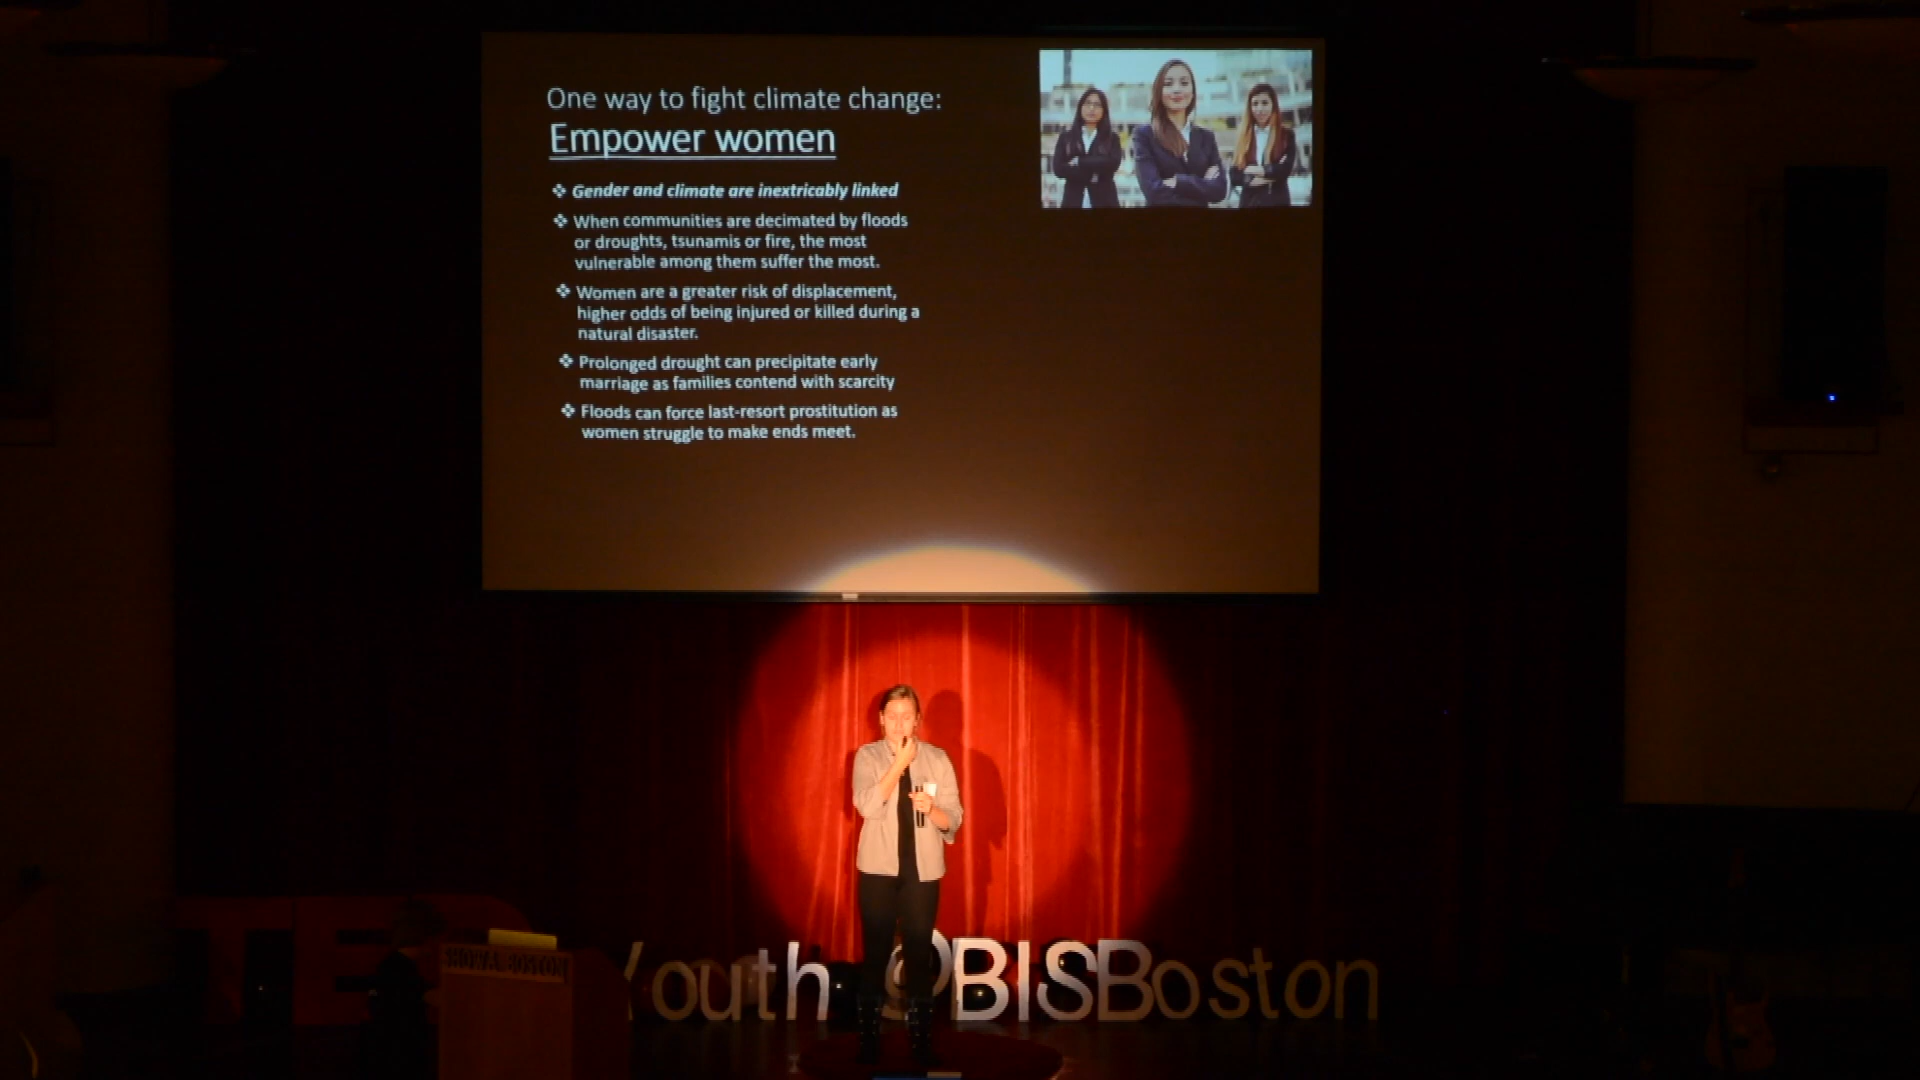 One way to fight climate change:
Empower women
❖ Gender and climate are inextricably linked
❖ When communities are decimated by floods
or droughts, tsunamis or fire, the most
vulnerable among them suffer the most.
❖ Women are a greater risk of displacement,
higher odds of being injured or killed during a
natural disaster.
❖ Prolonged drought can precipitate early
marriage as families contend with scarcity
❖ Floods can force last-resort prostitution as
women struggle to make ends meet.
SHOWA BOSTON
TED Youth @BISBoston